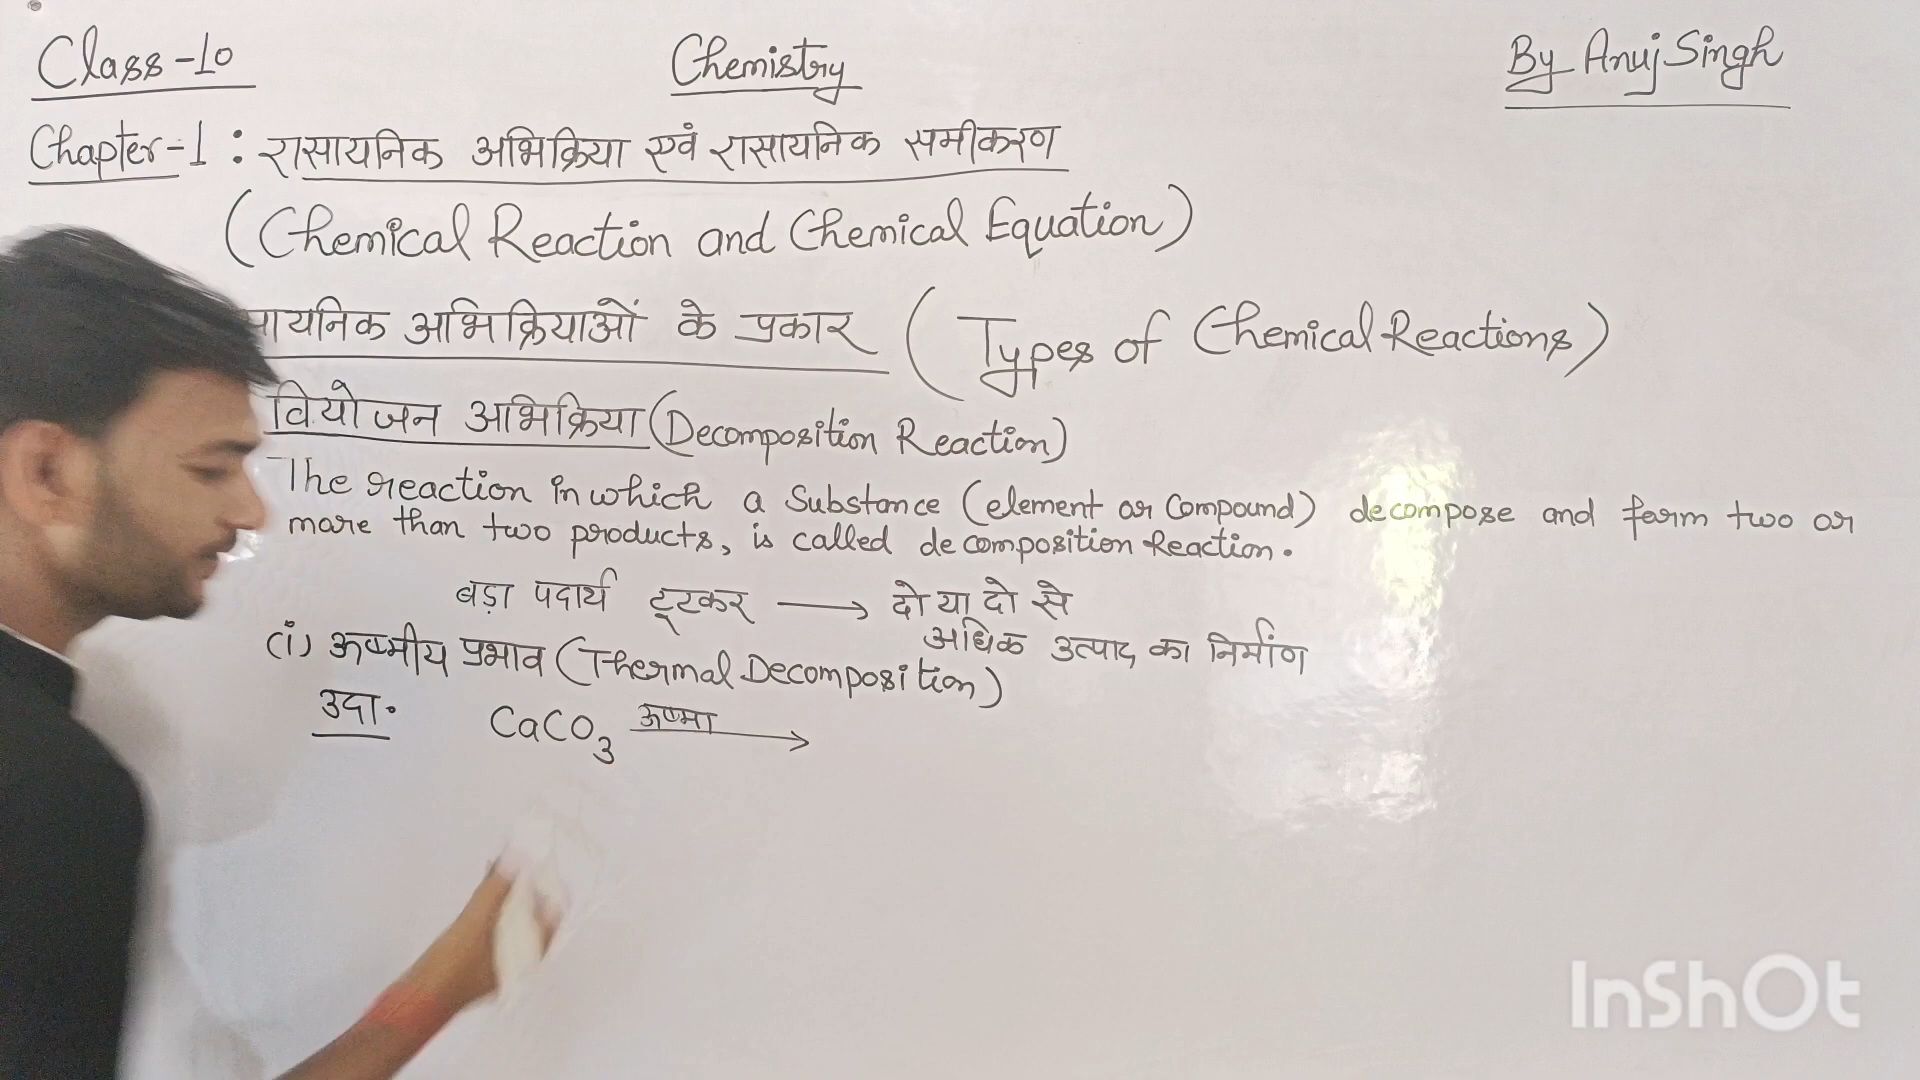 Class-10
Chemistry
By Anuj Singh
Chapter-1 : रासायनिक अभिक्रिया एवं रासायनिक समीकरण
(Chemical Reaction and Chemical Equation)
ायनिक अभिक्रियाओं के प्रकार (Types of Chemical Reactions)
वियोजन अभिक्रिया (Decomposition Reaction)
The reaction in which a Substance (element or Compound) decompose and form two or
more than two products, is called decomposition Reaction.
बड़ा पदार्थ टूटकर → दो या दो से
अधिक उत्पाद का निर्मांण
(i) ऊष्मीय प्रभाव (Thermal Decomposition)
उदा. CaCO₃ ऊष्मा →
InShOt